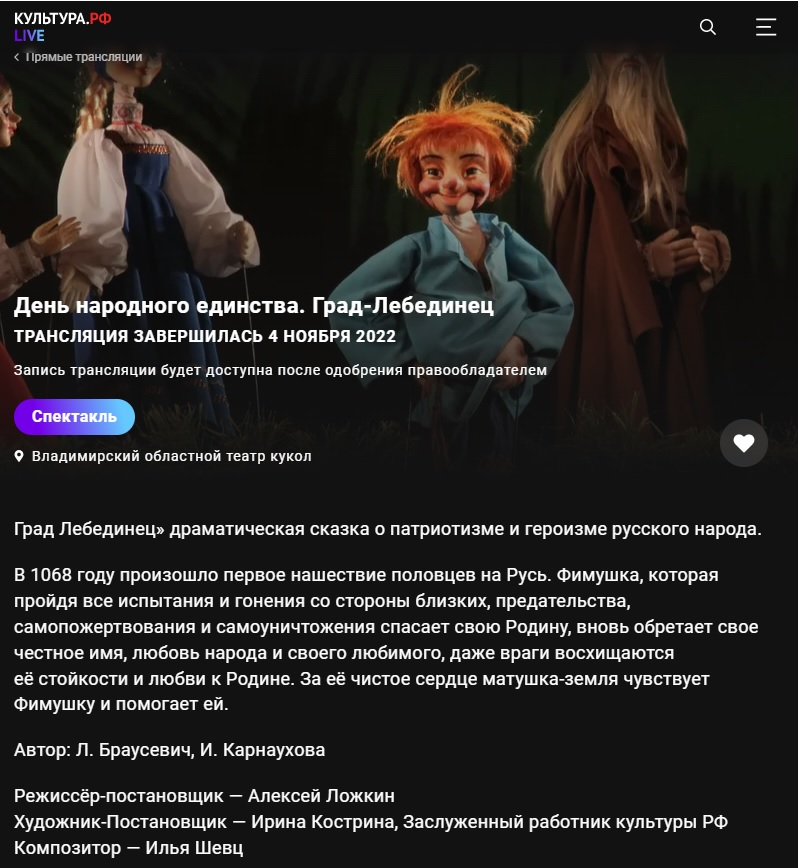 КУЛЬТУРА.РФ
LIVE
Прямые трансляции
День народного единства. Град-Лебединец
ТРАНСЛЯЦИЯ ЗАВЕРШИЛАСЬ 4 НОЯБРЯ 2022
Запись трансляции будет доступна после одобрения правообладателем
Спектакль
Владимирский областной театр кукол
Град Лебединец» драматическая сказка о патриотизме и героизме русского народа.
В 1068 году произошло первое нашествие половцев на Русь. Фимушка, которая
пройдя все испытания и гонения со стороны близких, предательства,
самопожертвования и самоуничтожения спасает свою Родину, вновь обретает свое
честное имя, любовь народа и своего любимого, даже враги восхищаются
её стойкости и любви к Родине. За её чистое сердце матушка-земля чувствует
Фимушку и помогает ей.
Автор: Л. Браусевич, И. Карнаухова
Режиссёр-постановщик — Алексей Ложкин
Художник-Постановщик — Ирина Кострина, Заслуженный работник культуры РФ
Композитор — Илья Шевц